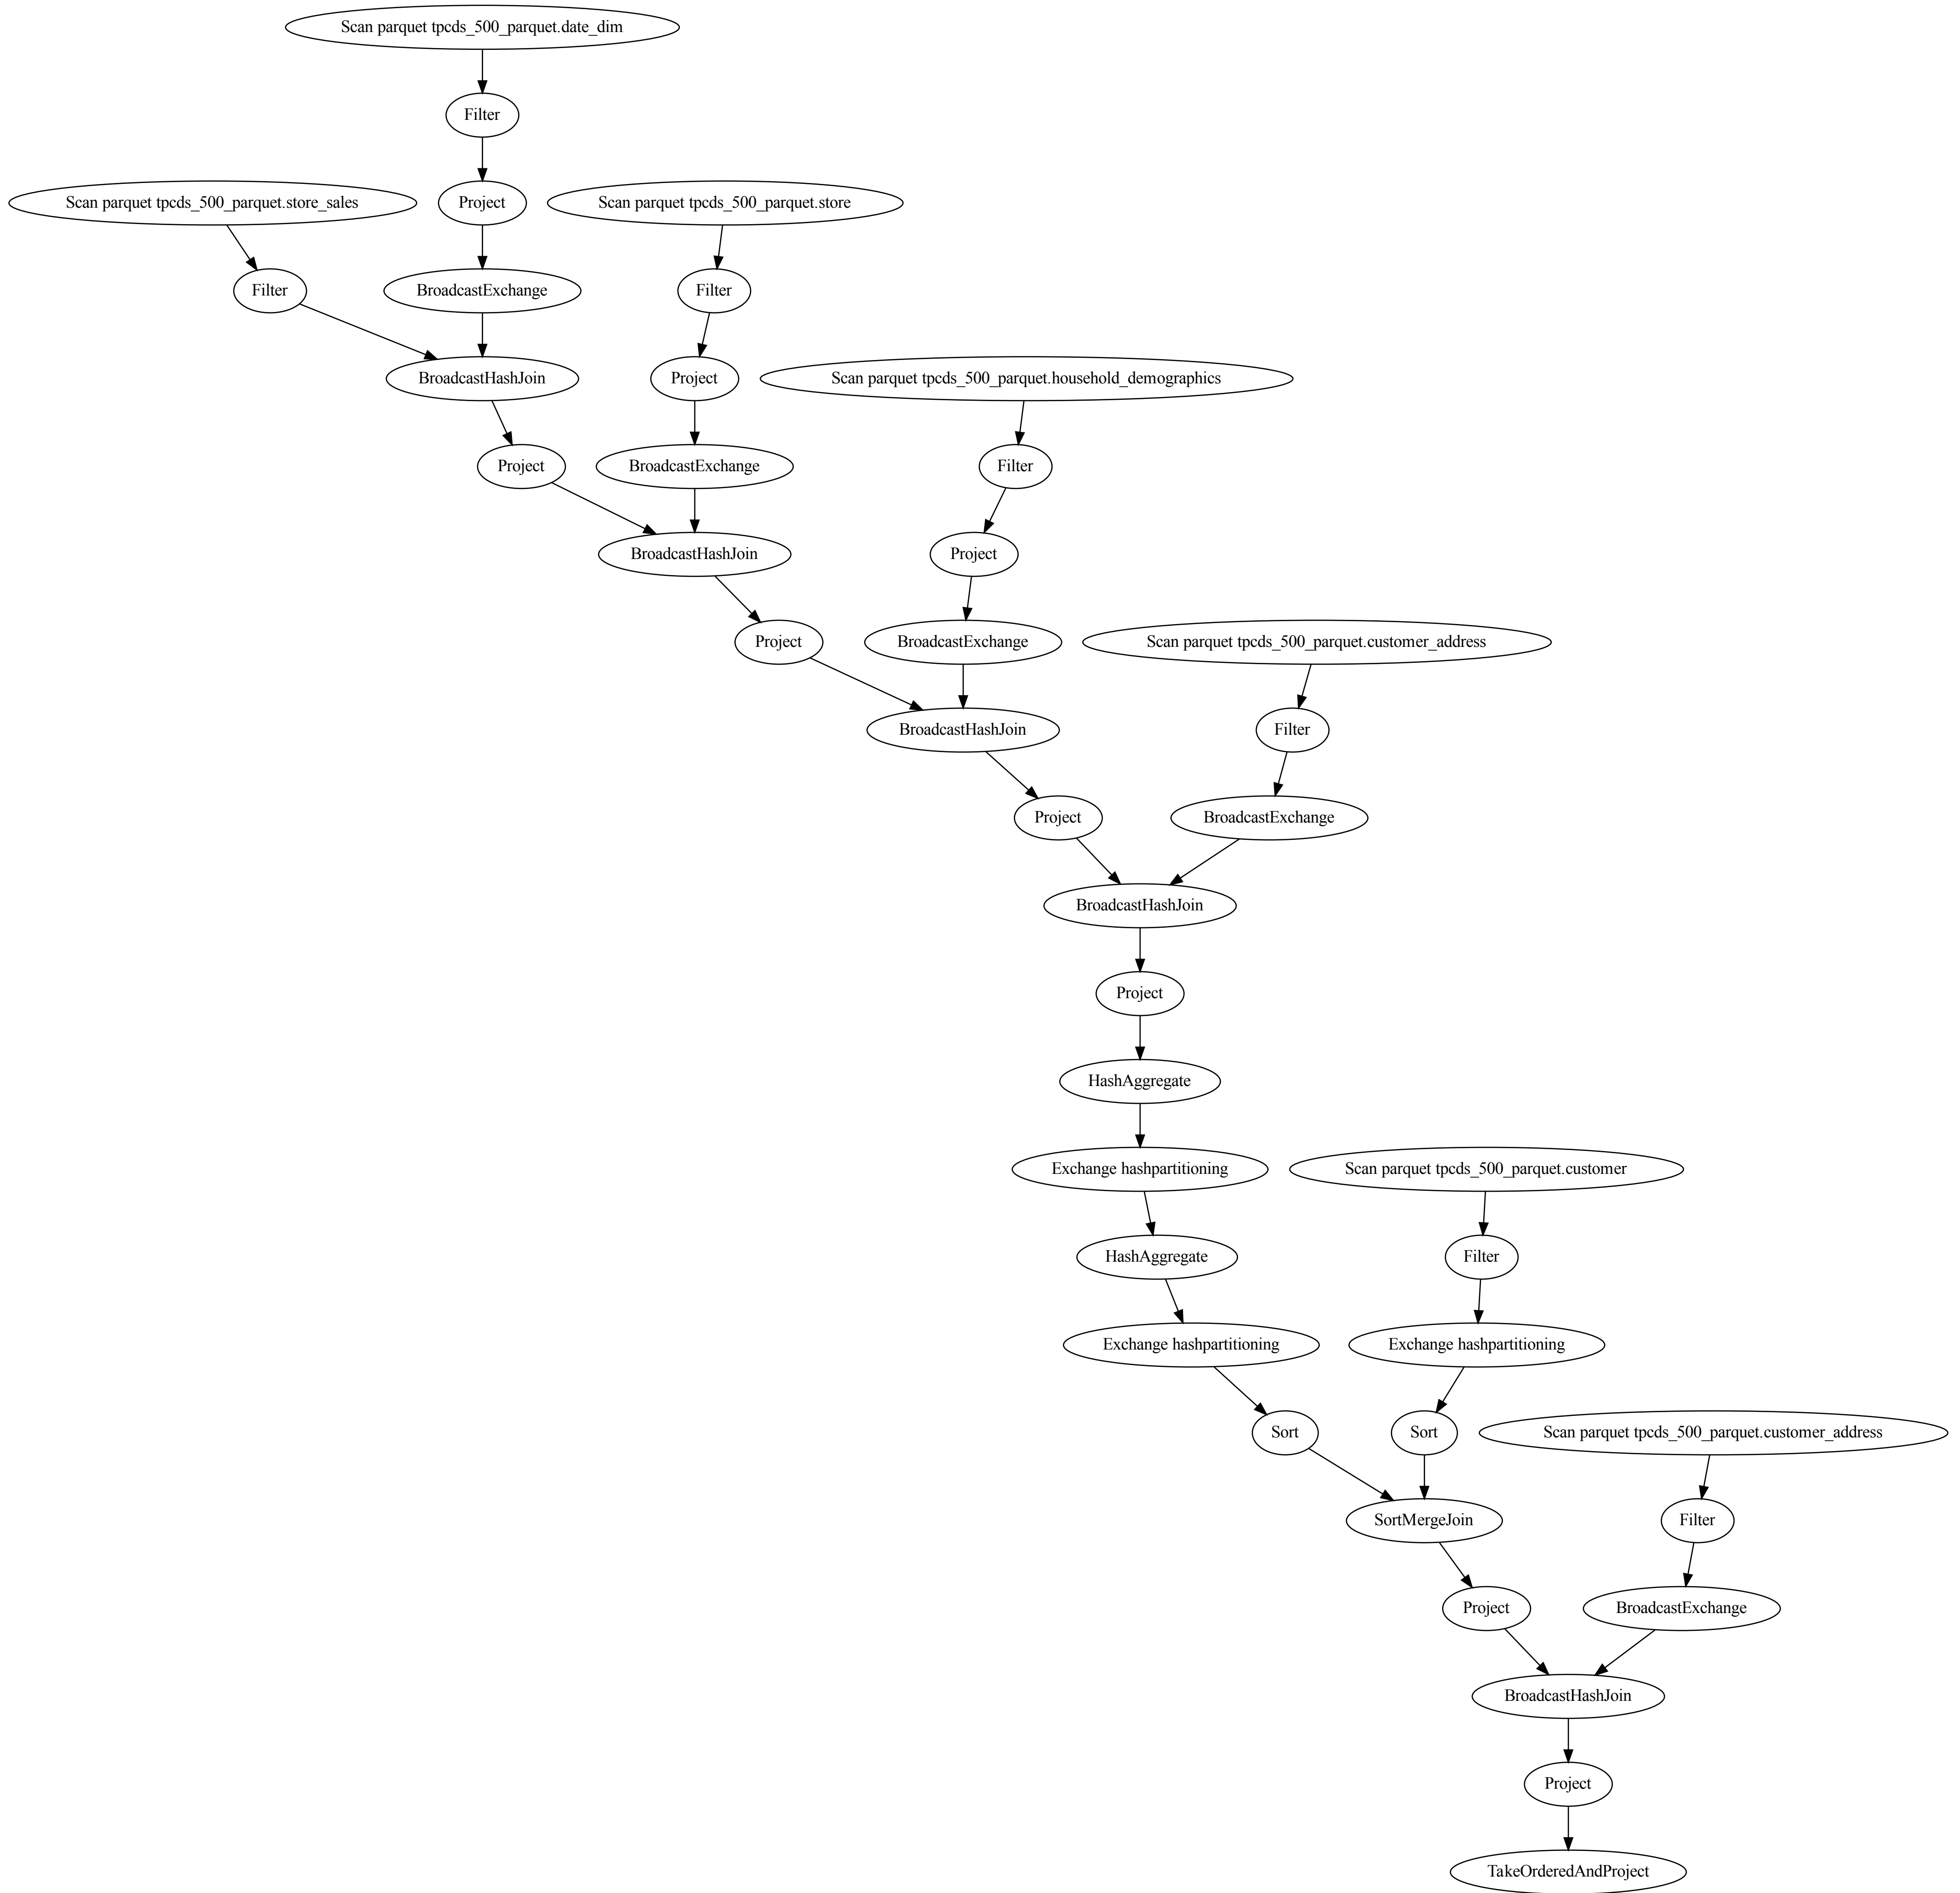 Scan parquet tpcds_500_parquet.date_dim
Filter
Scan parquet tpcds_500_parquet.store_sales
Project
Scan parquet tpcds_500_parquet.store
Filter
BroadcastExchange
Filter
BroadcastHashJoin
Project
Scan parquet tpcds_500_parquet.household_demographics
Project
BroadcastExchange
Filter
BroadcastHashJoin
Project
Project
BroadcastExchange
Scan parquet tpcds_500_parquet.customer_address
BroadcastHashJoin
Filter
Project
BroadcastExchange
BroadcastHashJoin
Project
HashAggregate
Exchange hashpartitioning
Scan parquet tpcds_500_parquet.customer
HashAggregate
Filter
Exchange hashpartitioning
Exchange hashpartitioning
Sort
Sort
Scan parquet tpcds_500_parquet.customer_address
SortMergeJoin
Filter
Project
BroadcastExchange
BroadcastHashJoin
Project
TakeOrderedAndProject